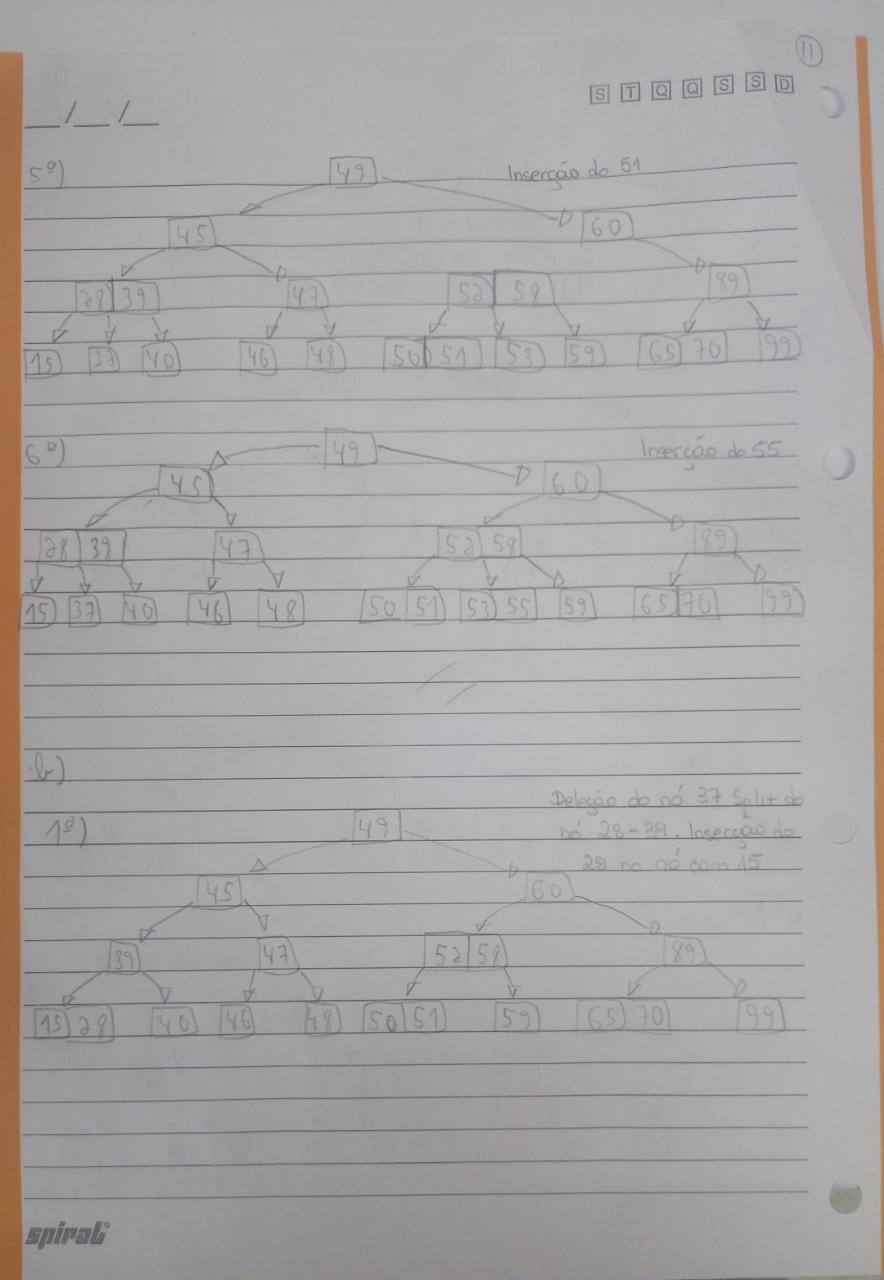 11
S T Q Q S S D
__/__/__
5º) 49 Inserção do 51
45 60
28 39 47 52 58 89
15 37 40 46 48 50 51 53 59 65 70 99
6º) 49 Inserção do 55
45 60
28 39 47 52 58 89
15 37 40 46 48 50 51 53 55 59 65 70 99
b)
Deleção do nó 37 Split do
1º) 49 nó 28-39. Inserção do
28 no nó com 15
45 60
39 47 52 58 89
15 28 40 46 48 50 51 59 65 70 99
spiral